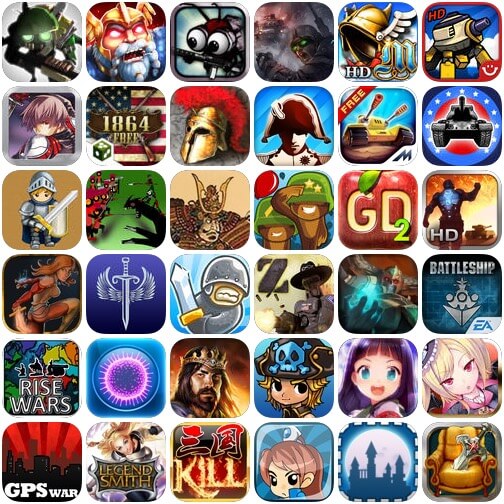 HD
M
HD
1864
FREE
FREE
GD
2
HD
Z
BATTLESHIP
EA
RISE
WARS
GPS WAR
LEGEND
SMITH
三国
KILL